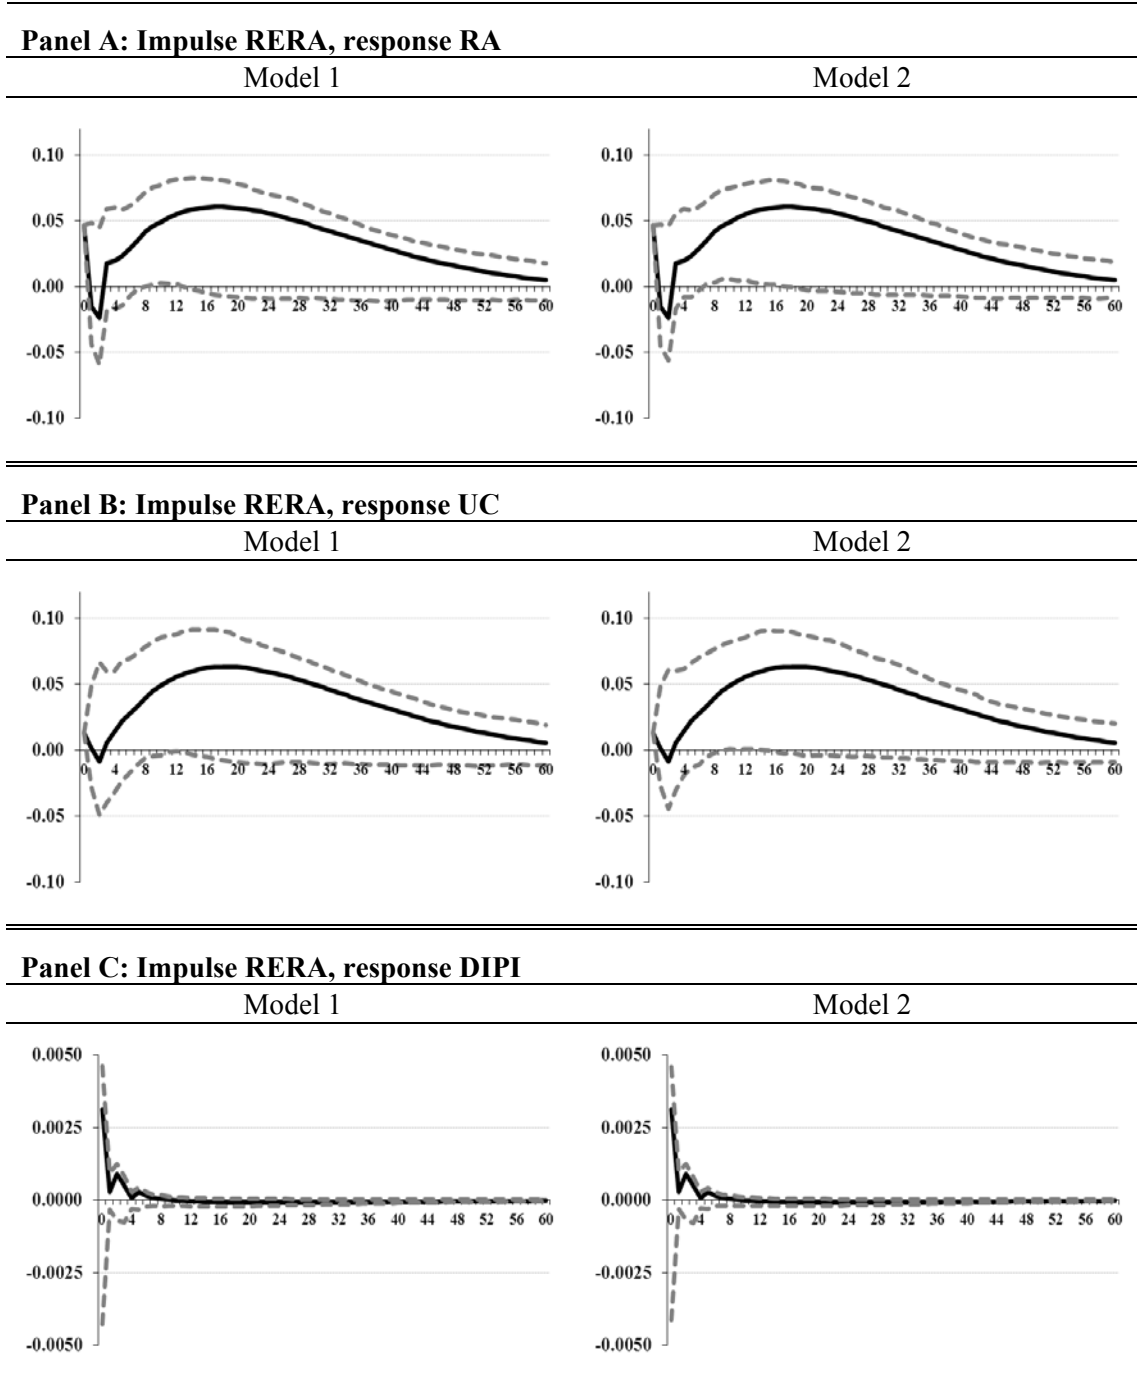 Panel A: Impulse RERA, response RA
Model 1 Model 2
0.10 0.10
0.05 0.05
0.00 0.00
0 4 8 12 16 20 24 28 32 36 40 44 48 52 56 60 0 4 8 12 16 20 24 28 32 36 40 44 48 52 56 60
-0.05 -0.05
-0.10 -0.10
Panel B: Impulse RERA, response UC
Model 1 Model 2
0.10 0.10
0.05 0.05
0.00 0.00
0 4 8 12 16 20 24 28 32 36 40 44 48 52 56 60 0 4 8 12 16 20 24 28 32 36 40 44 48 52 56 60
-0.05 -0.05
-0.10 -0.10
Panel C: Impulse RERA, response DIPI
Model 1 Model 2
0.0050 0.0050
0.0025 0.0025
0.0000 0.0000
0 4 8 12 16 20 24 28 32 36 40 44 48 52 56 60 0 4 8 12 16 20 24 28 32 36 40 44 48 52 56 60
-0.0025 -0.0025
-0.0050 -0.0050